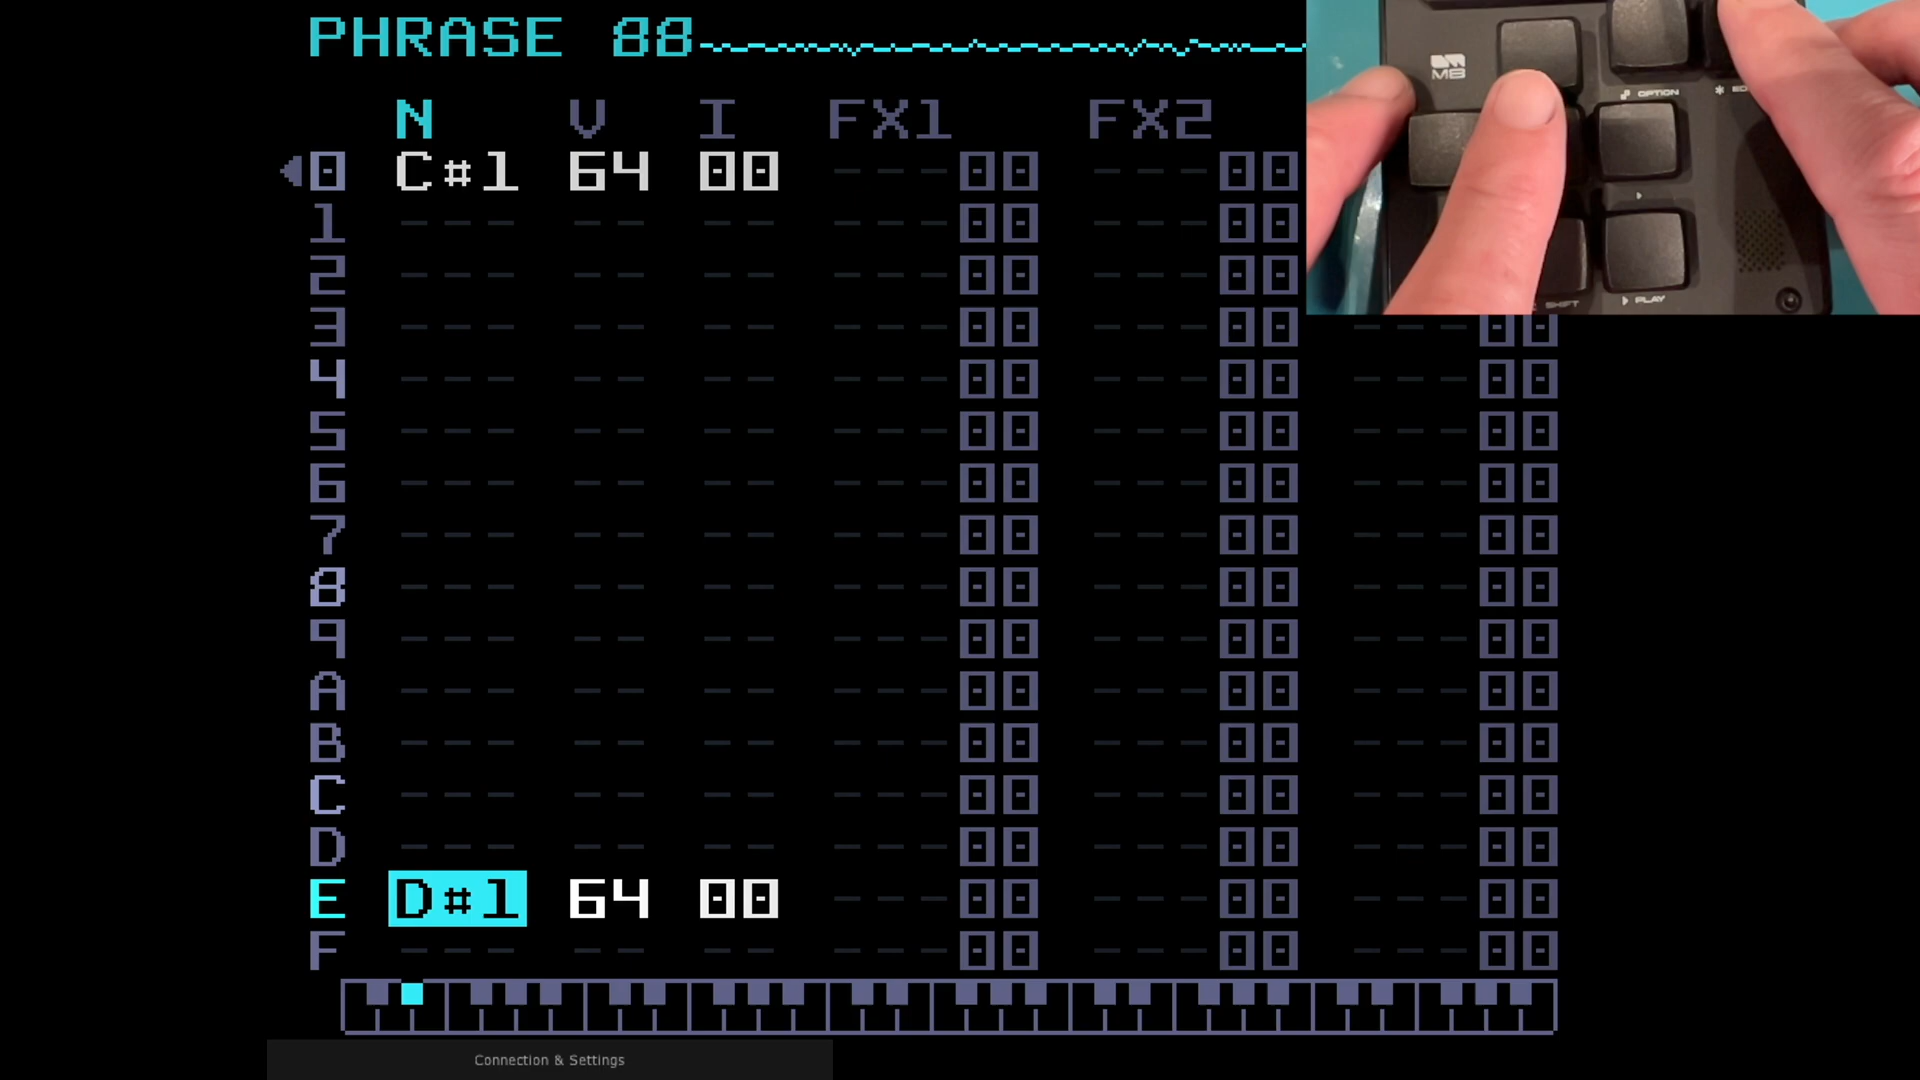 PHRASE 88
N V I FX1 FX2
0 C#1 64 00 --- 00 --- 00
1 --- -- -- --- 00 --- 00
2 --- -- -- --- 00 --- 00
3 --- -- -- --- 00 --- 00 --- 00
4 --- -- -- --- 00 --- 00 --- 00
5 --- -- -- --- 00 --- 00 --- 00
6 --- -- -- --- 00 --- 00 --- 00
7 --- -- -- --- 00 --- 00 --- 00
8 --- -- -- --- 00 --- 00 --- 00
9 --- -- -- --- 00 --- 00 --- 00
A --- -- -- --- 00 --- 00 --- 00
B --- -- -- --- 00 --- 00 --- 00
C --- -- -- --- 00 --- 00 --- 00
D --- -- -- --- 00 --- 00 --- 00
E D#1 64 00 --- 00 --- 00 --- 00
F --- -- -- --- 00 --- 00 --- 00
Connection & Settings
M8
OPTION
SHIFT
PLAY